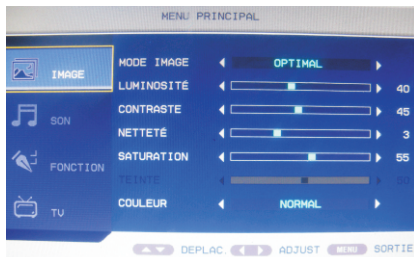 MENU PRINCIPAL
IMAGE
SON
FONCTION
TV
MODE IMAGE OPTIMAL
LUMINOSITÉ 40
CONTRASTE 45
NETTETÉ 3
SATURATION 55
TEINTE 50
COULEUR NORMAL
DEPLAC. ADJUST MENU SORTIE